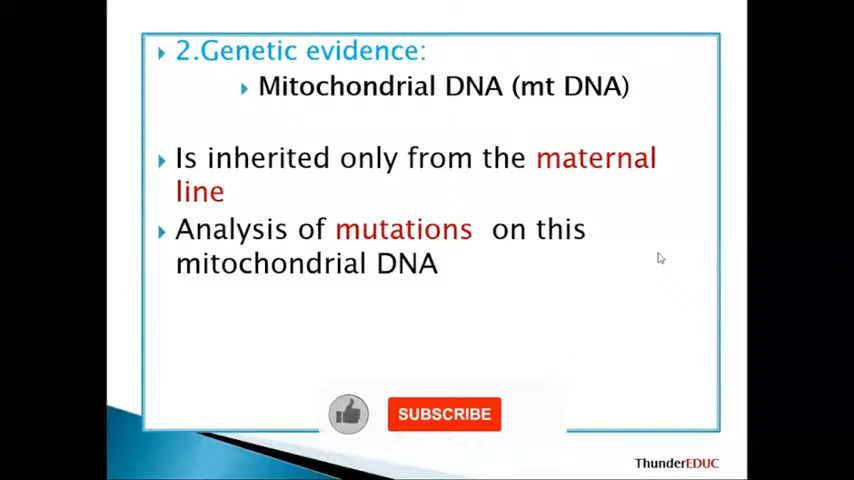 2.Genetic evidence:
Mitochondrial DNA (mt DNA)
Is inherited only from the maternal
line
Analysis of mutations on this
mitochondrial DNA
SUBSCRIBE
ThunderEDUC